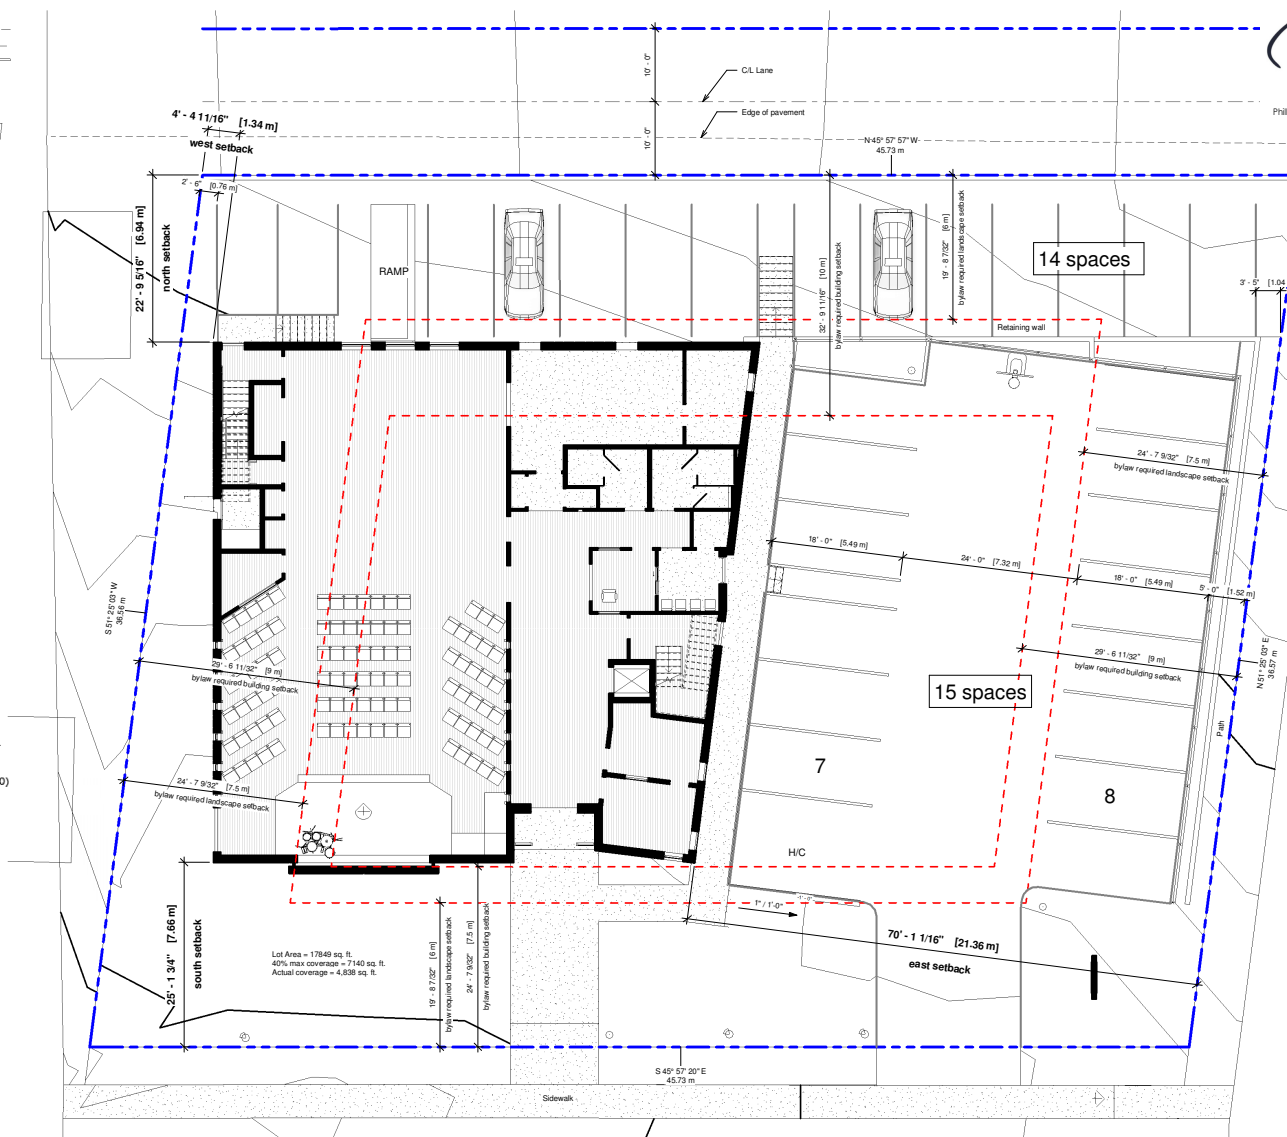 C/L Lane
Edge of pavement
Phill
10' - 0"
10' - 0"
4' - 4 11/16" [1.34 m]
west setback
N 45° 57' 57" W
45.73 m
2' - 6" [0.76 m]
22' - 9 5/16" [6.94 m]
north setback
RAMP
32' - 9 11/16" [10 m]
bylaw required building setback
19' - 8 7/32" [6 m]
bylaw required landscape setback
14 spaces
3' - 5" [1.04
Retaining wall
24' - 7 9/32" [7.5 m]
bylaw required landscape setback
18' - 0" [5.49 m]
24' - 0" [7.32 m]
18' - 0" [5.49 m]
5' - 0" [1.52 m]
S 51° 25' 03" W
36.56 m
N 51° 25' 03" E
36.57 m
29' - 6 11/32" [9 m]
bylaw required building setback
29' - 6 11/32" [9 m]
bylaw required building setback
15 spaces
Path
7
8
0)
24' - 7 9/32" [7.5 m]
bylaw required landscape setback
H/C
1" / 1'-0"
-1' - 0"
25' - 1 3/4" [7.66 m]
south setback
Lot Area = 17849 sq. ft.
40% max coverage = 7140 sq. ft.
Actual coverage = 4,838 sq. ft.
19' - 8 7/32" [6 m]
bylaw required landscape setback
24' - 7 9/32" [7.5 m]
bylaw required building setback
70' - 1 1/16" [21.36 m]
east setback
S 45° 57' 20" E
45.73 m
Sidewalk